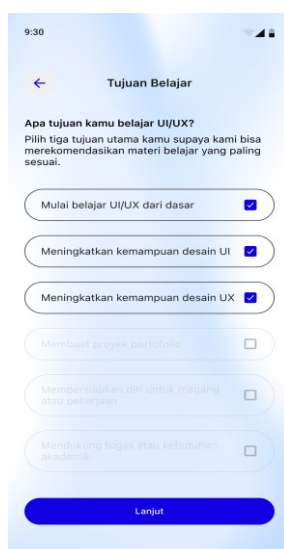 9:30
Tujuan Belajar
Apa tujuan kamu belajar UI/UX?
Pilih tiga tujuan utama kamu supaya kami bisa
merekomendasikan materi belajar yang paling
sesuai.
Mulai belajar UI/UX dari dasar
Meningkatkan kemampuan desain UI
Meningkatkan kemampuan desain UX
Membuat proyek portofolio
Mempersiapkan diri untuk magang
atau pekerjaan
Mendukung tugas atau kebutuhan
akademik
Lanjut